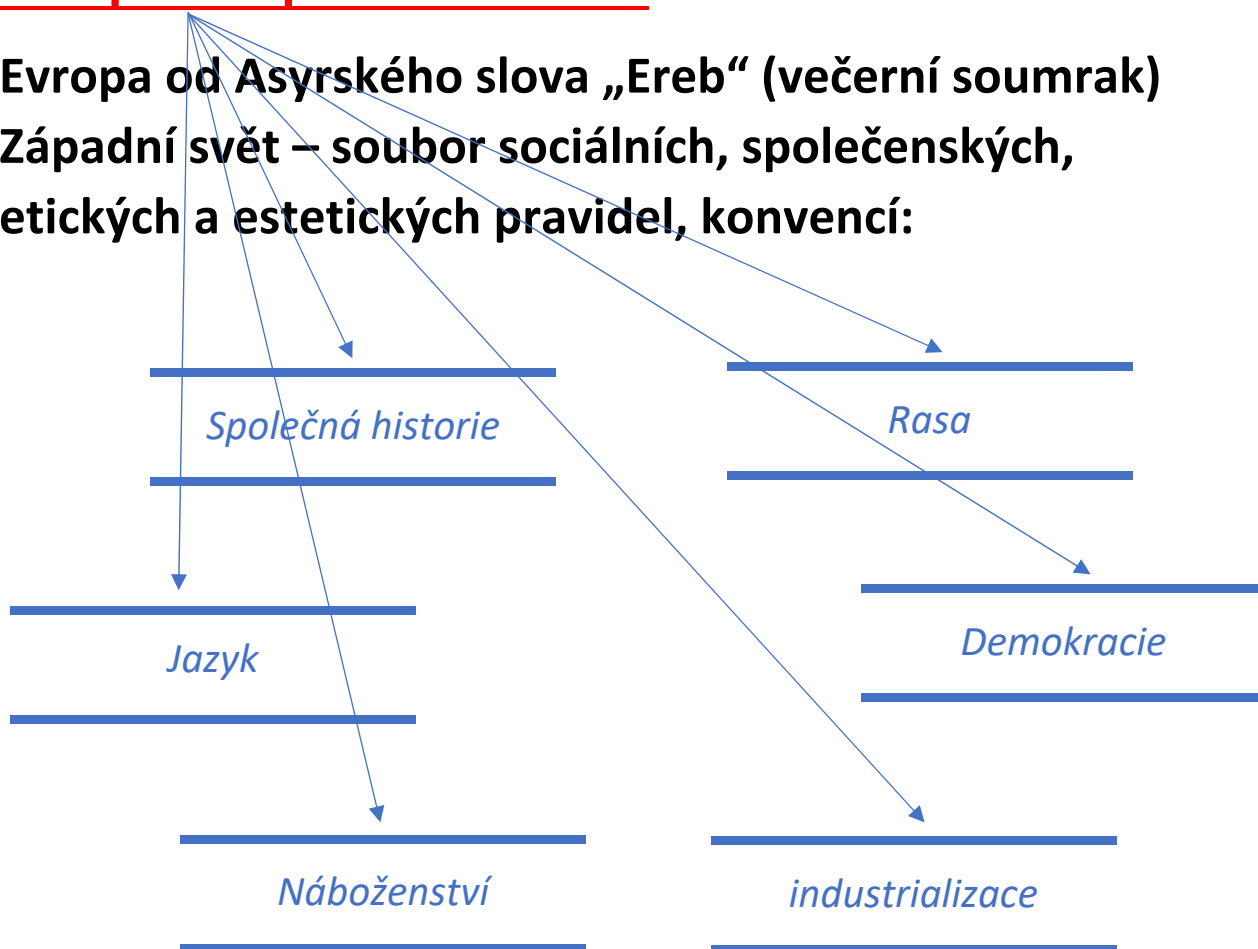 Evropa od Asyrského slova „Ereb“ (večerní soumrak)
Západní svět – soubor sociálních, společenských,
etických a estetických pravidel, konvencí:
Společná historie
Rasa
Jazyk
Demokracie
Náboženství
industrializace